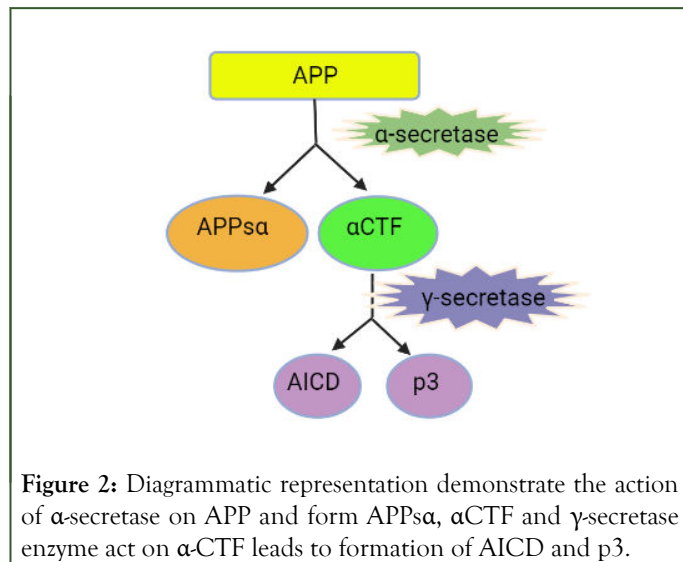 APP
α-secretase
APPsα
αCTF
γ-secretase
AICD
p3
Figure 2: Diagrammatic representation demonstrate the action
of α-secretase on APP and form APPsα, αCTF and γ-secretase
enzyme act on α-CTF leads to formation of AICD and p3.